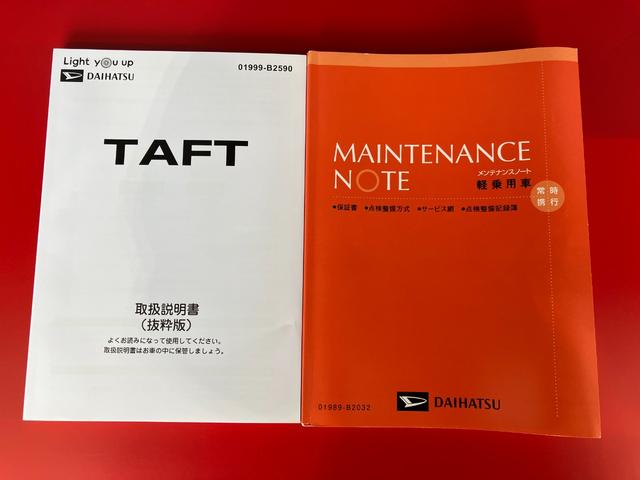 Light you up
DAIHATSU
01999-B2590
TAFT
取扱説明書
（抜粋版）
よくお読みになって使用してください。
取扱説明書はお車の中に保管しましょう。
MAINTENANCE
NOTE
メンテナンスノート
軽乗用車
常時
携行
●保証書 ●点検整備方式 ●サービス網 ●点検整備記録簿
01989-B2032
DAIHATSU